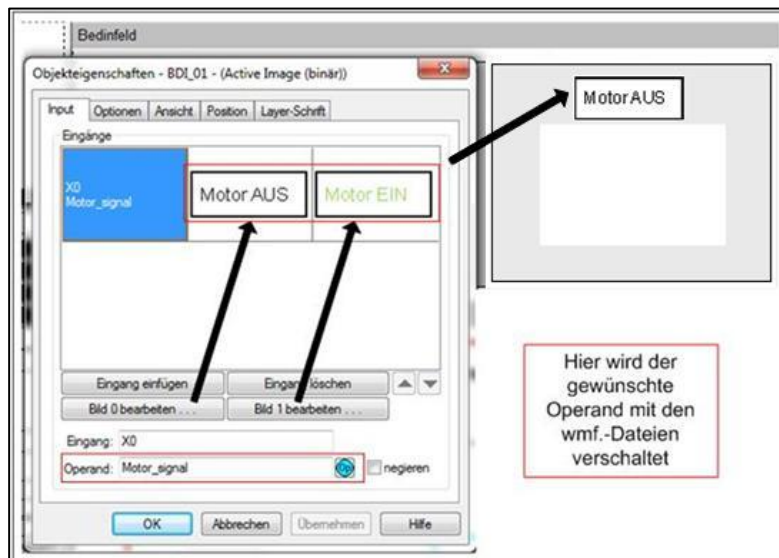 Bedinfeld
Objekteigenschaften - BDI_01 - (Active Image (binär))
Input Optionen Ansicht Position Layer-Schrift
Eingänge
X0
Motor_signal
Motor AUS
Motor EIN
Motor AUS
Eingang einfügen
Eingang löschen
Bild 0 bearbeiten . . .
Bild 1 bearbeiten . . .
Eingang: X0
Operand: Motor_signal
Op
negieren
OK Abbrechen Übernehmen Hilfe
Hier wird der
gewünschte
Operand mit den
wmf.-Dateien
verschaltet